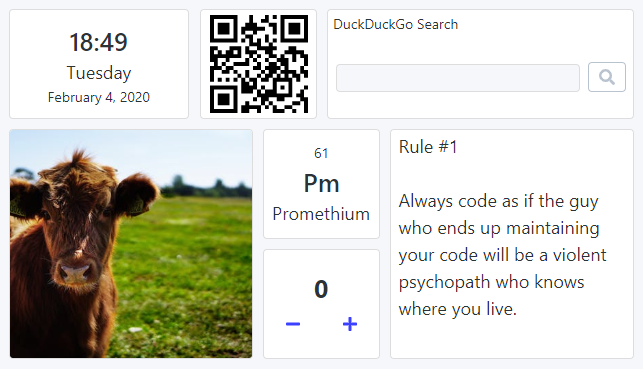 18:49
Tuesday
February 4, 2020
DuckDuckGo Search
61
Pm
Promethium
0
Rule #1
Always code as if the guy
who ends up maintaining
your code will be a violent
psychopath who knows
where you live.